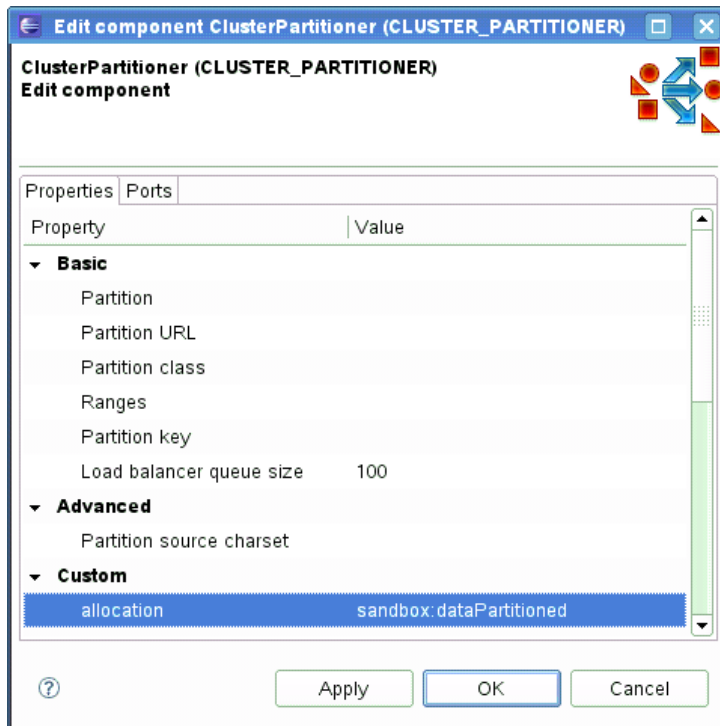 Edit component ClusterPartitioner (CLUSTER_PARTITIONER)
ClusterPartitioner (CLUSTER_PARTITIONER)
Edit component
Properties Ports
Property Value
Basic
Partition
Partition URL
Partition class
Ranges
Partition key
Load balancer queue size 100
Advanced
Partition source charset
Custom
allocation sandbox:dataPartitioned
? Apply OK Cancel